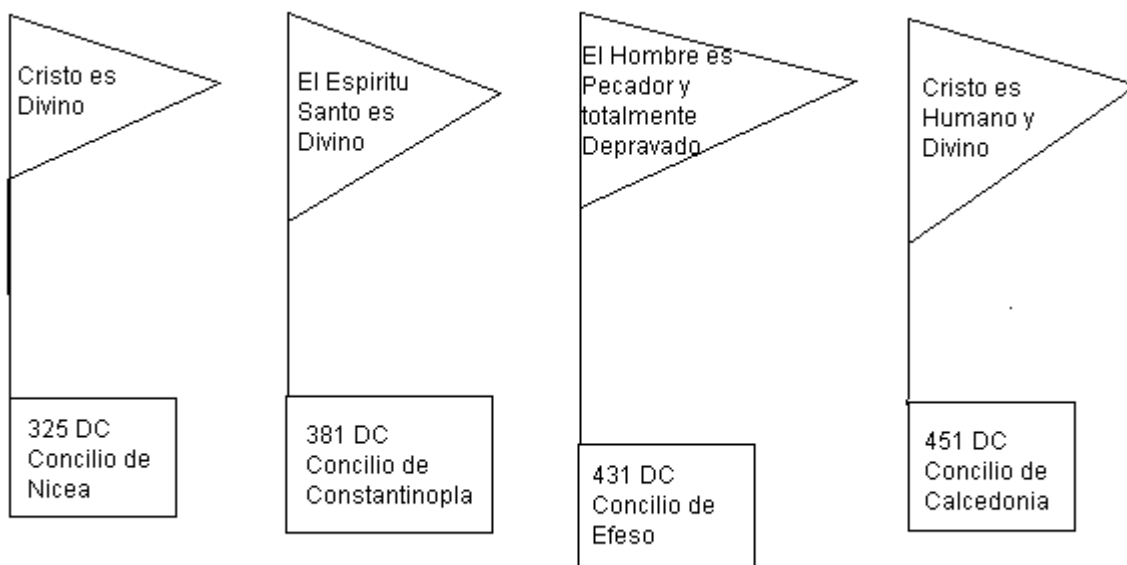 Cristo es
Divino
El Espiritu
Santo es
Divino
El Hombre es
Pecador y
totalmente
Depravado
Cristo es
Humano y
Divino
325 DC
Concilio de
Nicea
381 DC
Concilio de
Constantinopla
431 DC
Concilio de
Efeso
451 DC
Concilio de
Calcedonia